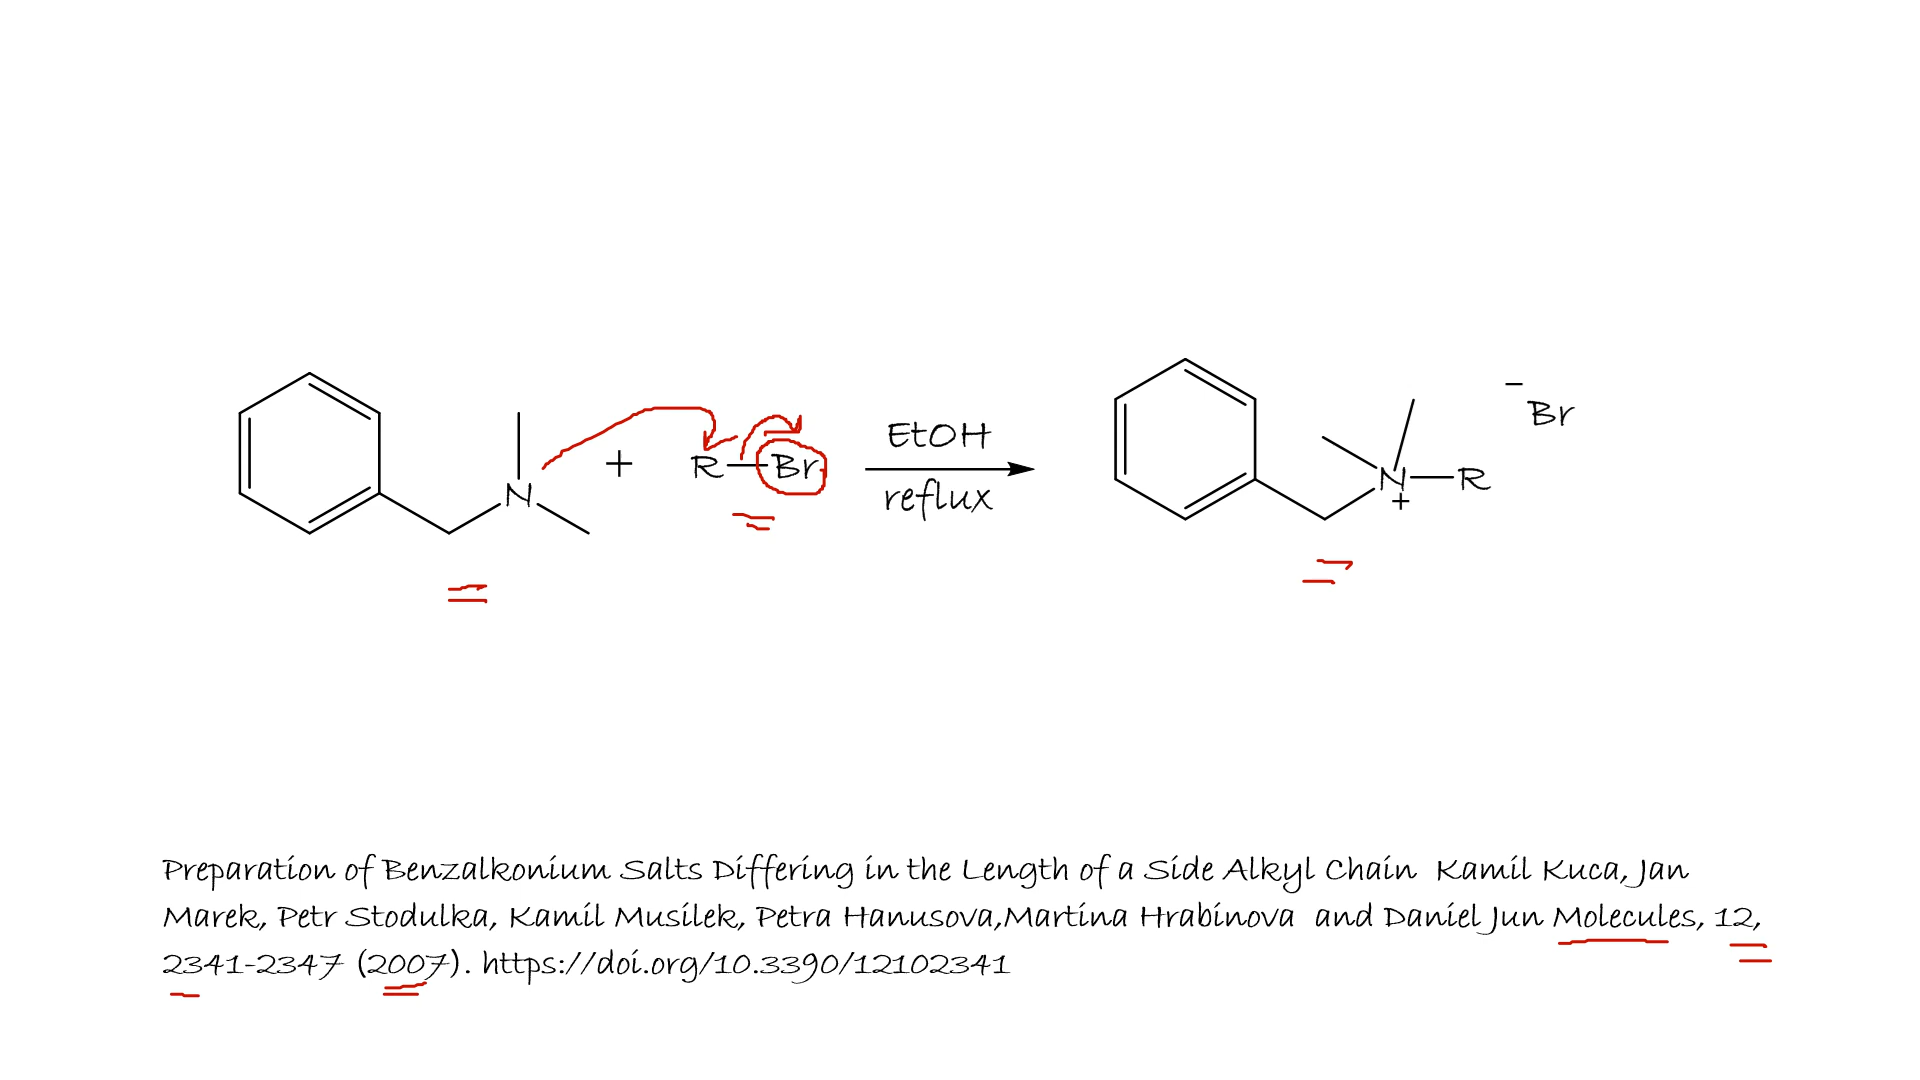 N + R—Br
EtOH
reflux
N
+
—R
−
Br
Preparation of Benzalkonium Salts Differing in the Length of a Side Alkyl Chain Kamil Kuca, Jan
Marek, Petr Stodulka, Kamil Musilek, Petra Hanusova,Martina Hrabinova and Daniel Jun Molecules, 12,
2341-2347 (2007). https://doi.org/10.3390/12102341